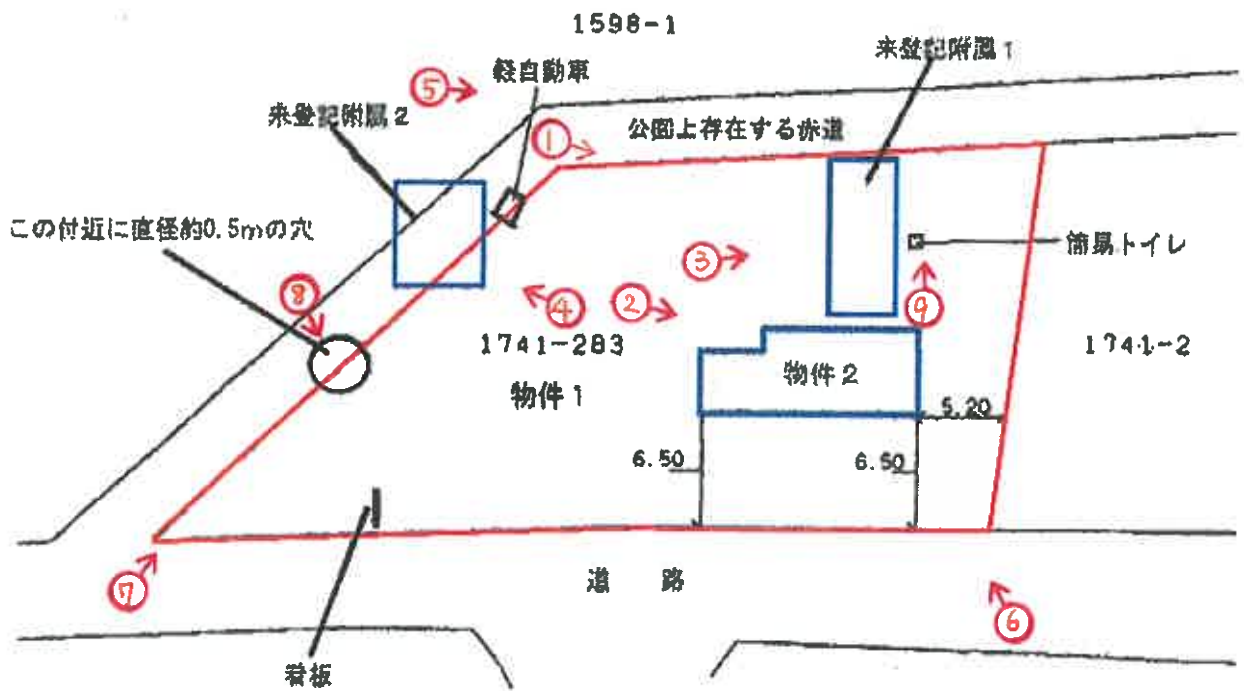 1598-1
未登記附属1
軽自動車
⑤→
未登記附属2
①→
公図上存在する赤道
この付近に直径約0.5mの穴
③→
簡易トイレ
⑧
④
②→
⑨
1741-283
1741-2
物件1
物件2
5.20
6.50
6.50
道 路
⑦
⑥
看板